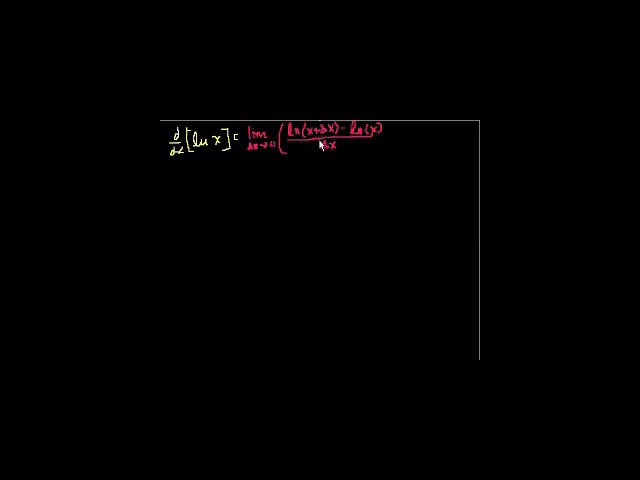 d/dx [ln x] = lim Δx→0 ( ln(x+Δx) - ln(x) / Δx